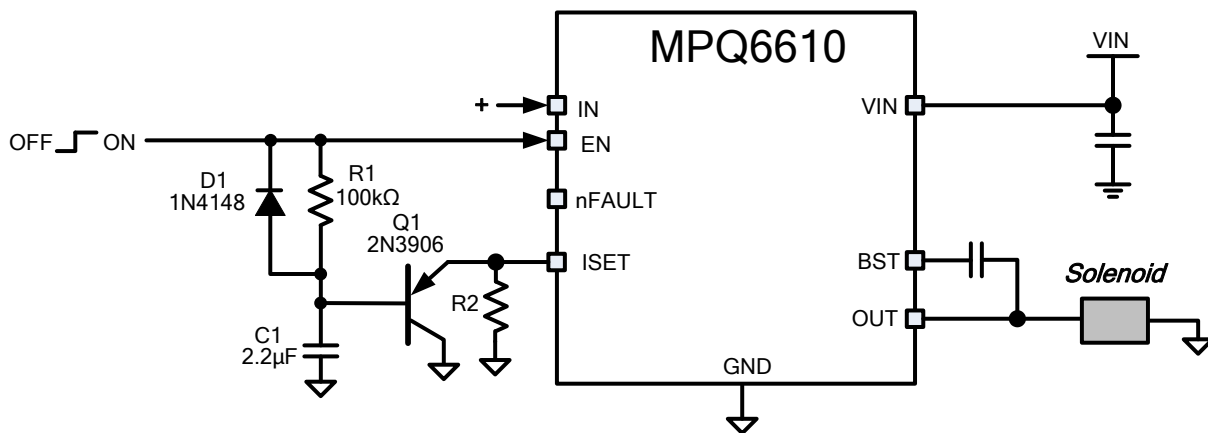 MPQ6610
VIN
+
IN
VIN
OFF ON
EN
D1
1N4148
R1
100kΩ
nFAULT
Q1
2N3906
ISET
BST
Solenoid
R2
OUT
C1
2.2µF
GND